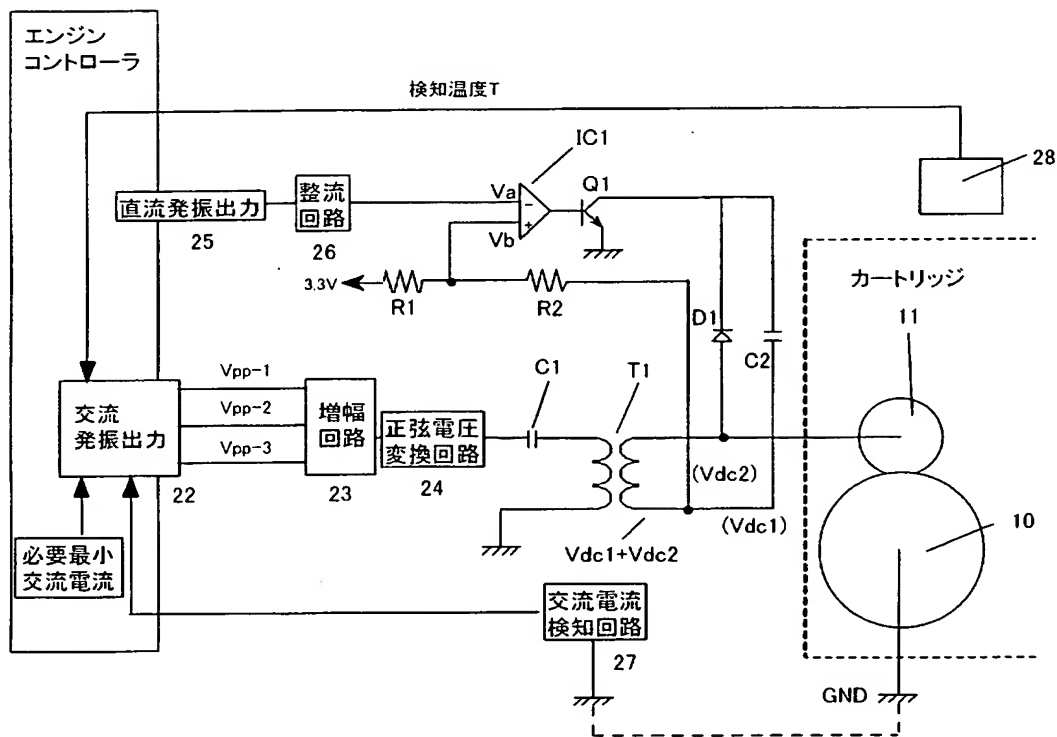 エンジン
コントローラ
検知温度T
28
IC1
Q1
直流発振出力
25
整流
回路
26
Va
Vb
-
+
3.3V
R1
R2
D1
C2
カートリッジ
11
Vpp-1
Vpp-2
Vpp-3
交流
発振出力
22
増幅
回路
23
正弦電圧
変換回路
24
C1
T1
(Vdc2)
(Vdc1)
Vdc1+Vdc2
10
必要最小
交流電流
交流電流
検知回路
27
GND